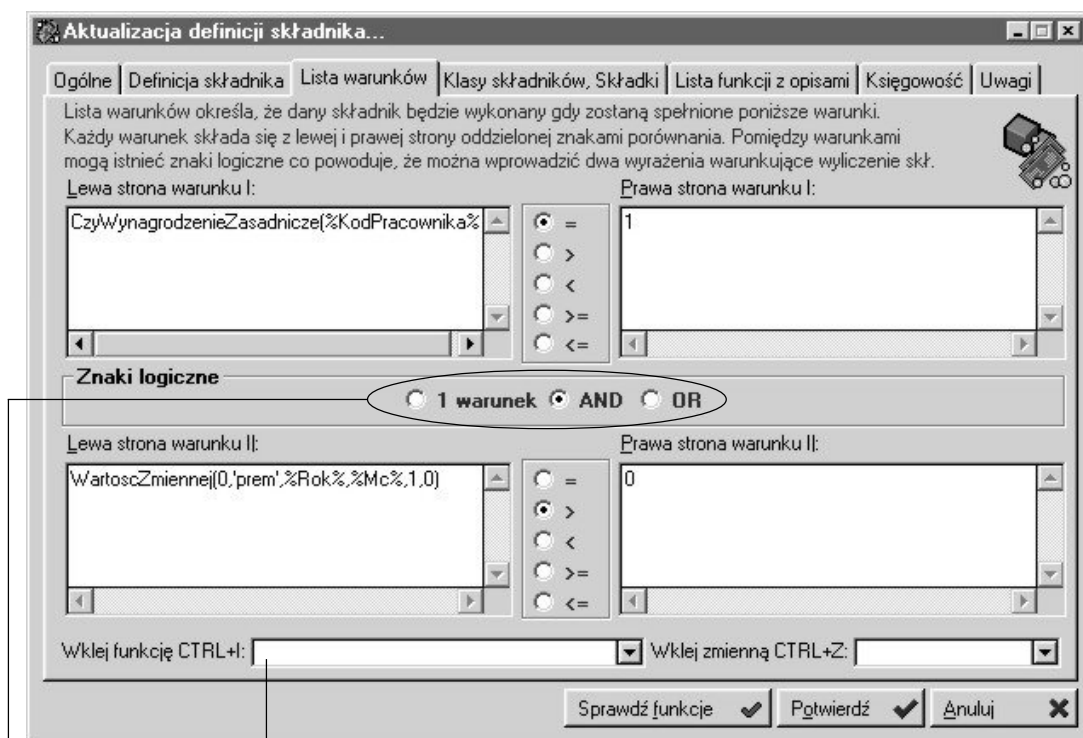 Aktualizacja definicji składnika...
Ogólne Definicja składnika Lista warunków Klasy składników, Składki Lista funkcji z opisami Księgowość Uwagi
Lista warunków określa, że dany składnik będzie wykonany gdy zostaną spełnione poniższe warunki.
Każdy warunek składa się z lewej i prawej strony oddzielonej znakami porównania. Pomiędzy warunkami
mogą istnieć znaki logiczne co powoduje, że można wprowadzić dwa wyrażenia warunkujące wyliczenie skł.
Lewa strona warunku I: Prawa strona warunku I:
CzyWynagrodzenieZasadnicze(%KodPracownika% = 1
>
<
>=
<=
Znaki logiczne
1 warunek AND OR
Lewa strona warunku II: Prawa strona warunku II:
WartoscZmiennej(0,'prem',%Rok%,%Mc%,1,0) = 0
>
<
>=
<=
Wklej funkcję CTRL+I: Wklej zmienną CTRL+Z:
Sprawdź funkcje Potwierdź Anuluj